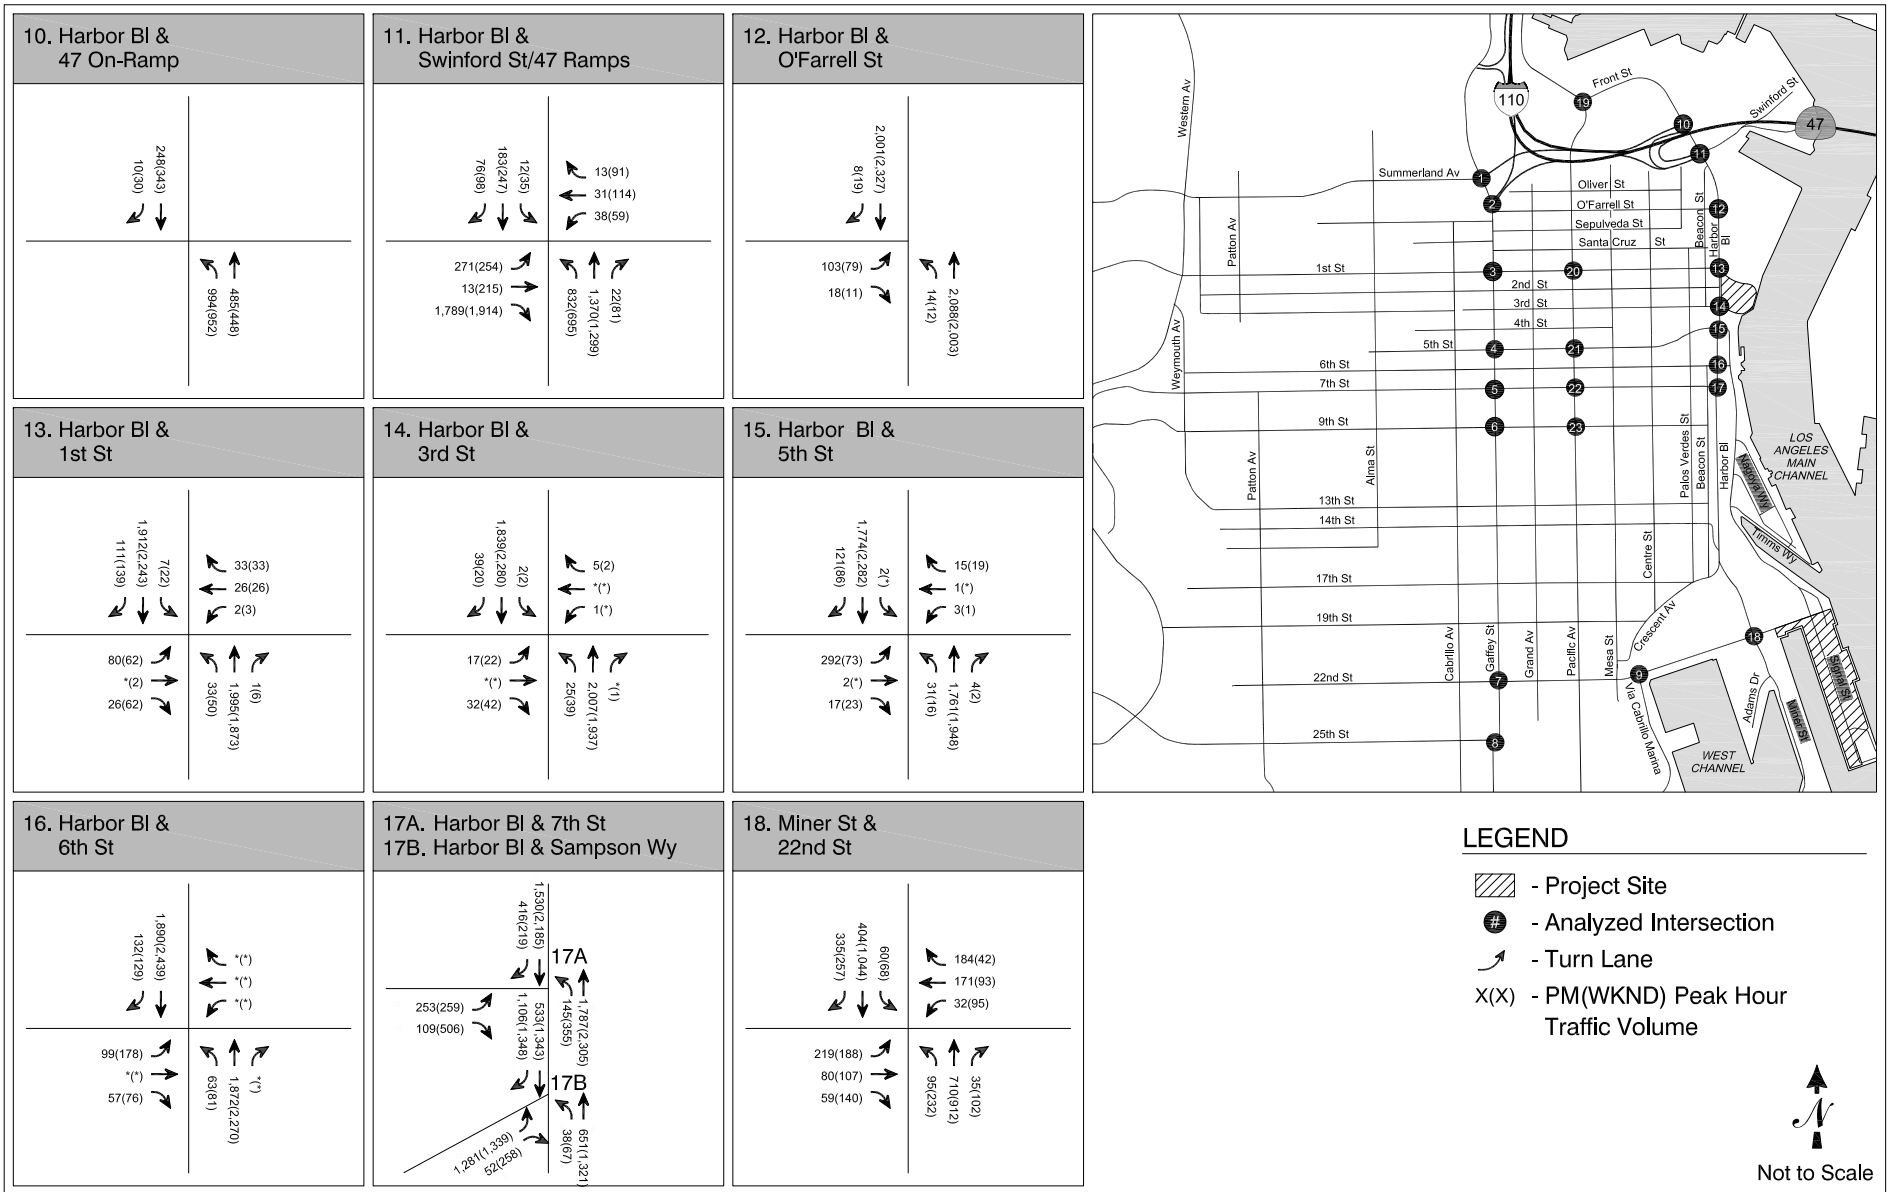 10. Harbor Bl &
47 On-Ramp
10(30)
248(343)
994(952)
485(448)
11. Harbor Bl &
Swinford St/47 Ramps
76(98)
183(247)
12(35)
13(91)
31(114)
38(59)
271(254)
13(215)
1,789(1,914)
832(695)
1,370(1,299)
22(81)
12. Harbor Bl &
O'Farrell St
8(19)
2,001(2,327)
103(79)
18(11)
14(12)
2,088(2,003)
13. Harbor Bl &
1st St
111(139)
1,912(2,243)
7(22)
33(33)
26(26)
2(3)
80(62)
*(2)
26(62)
33(50)
1,995(1,873)
1(6)
14. Harbor Bl &
3rd St
39(20)
1,839(2,280)
2(2)
5(2)
*(*)
1(*)
17(22)
*(*)
32(42)
25(39)
2,007(1,937)
*(1)
15. Harbor Bl &
5th St
121(86)
1,774(2,282)
2(*)
15(19)
1(*)
3(1)
292(73)
2(*)
17(23)
31(16)
1,761(1,948)
4(2)
16. Harbor Bl &
6th St
132(129)
1,890(2,439)
*(*)
*(*)
*(*)
99(178)
*(*)
57(76)
63(81)
1,872(2,270)
*(*)
17A. Harbor Bl & 7th St
17B. Harbor Bl & Sampson Wy
416(219)
1,530(2,185)
17A
253(259)
109(506)
1,106(1,348)
533(1,343)
145(355)
1,787(2,305)
17B
1,281(1,339)
52(258)
38(67)
651(1,321)
18. Miner St &
22nd St
335(257)
404(1,044)
60(68)
184(42)
171(93)
32(95)
219(188)
80(107)
59(140)
95(232)
710(912)
35(102)
110
47
Front St
Swinford St
Western Av
19
10
11
Summerland Av
1
2
Oliver St
O'Farrell St
12
Sepulveda St
Santa Cruz St
Beacon St
Harbor Bl
Patton Av
1st St
3
20
13
2nd St
3rd St
14
4th St
15
5th St
4
21
6th St
16
7th St
5
22
17
9th St
6
23
Weymouth Av
Patton Av
Alma St
Palos Verdes St
Beacon St
Harbor Bl
LOS
ANGELES
MAIN
CHANNEL
Nagoya Wy
Timms Wy
13th St
14th St
Centre St
17th St
19th St
Crescent Av
18
Cabrillo Av
Gaffey St
Grand Av
Pacific Av
Mesa St
22nd St
7
9
Via Cabrillo Marina
Adams Dr
Miner St
Signal St
25th St
8
WEST
CHANNEL
LEGEND
- Project Site
# - Analyzed Intersection
- Turn Lane
X(X) - PM(WKND) Peak Hour
Traffic Volume
N
Not to Scale